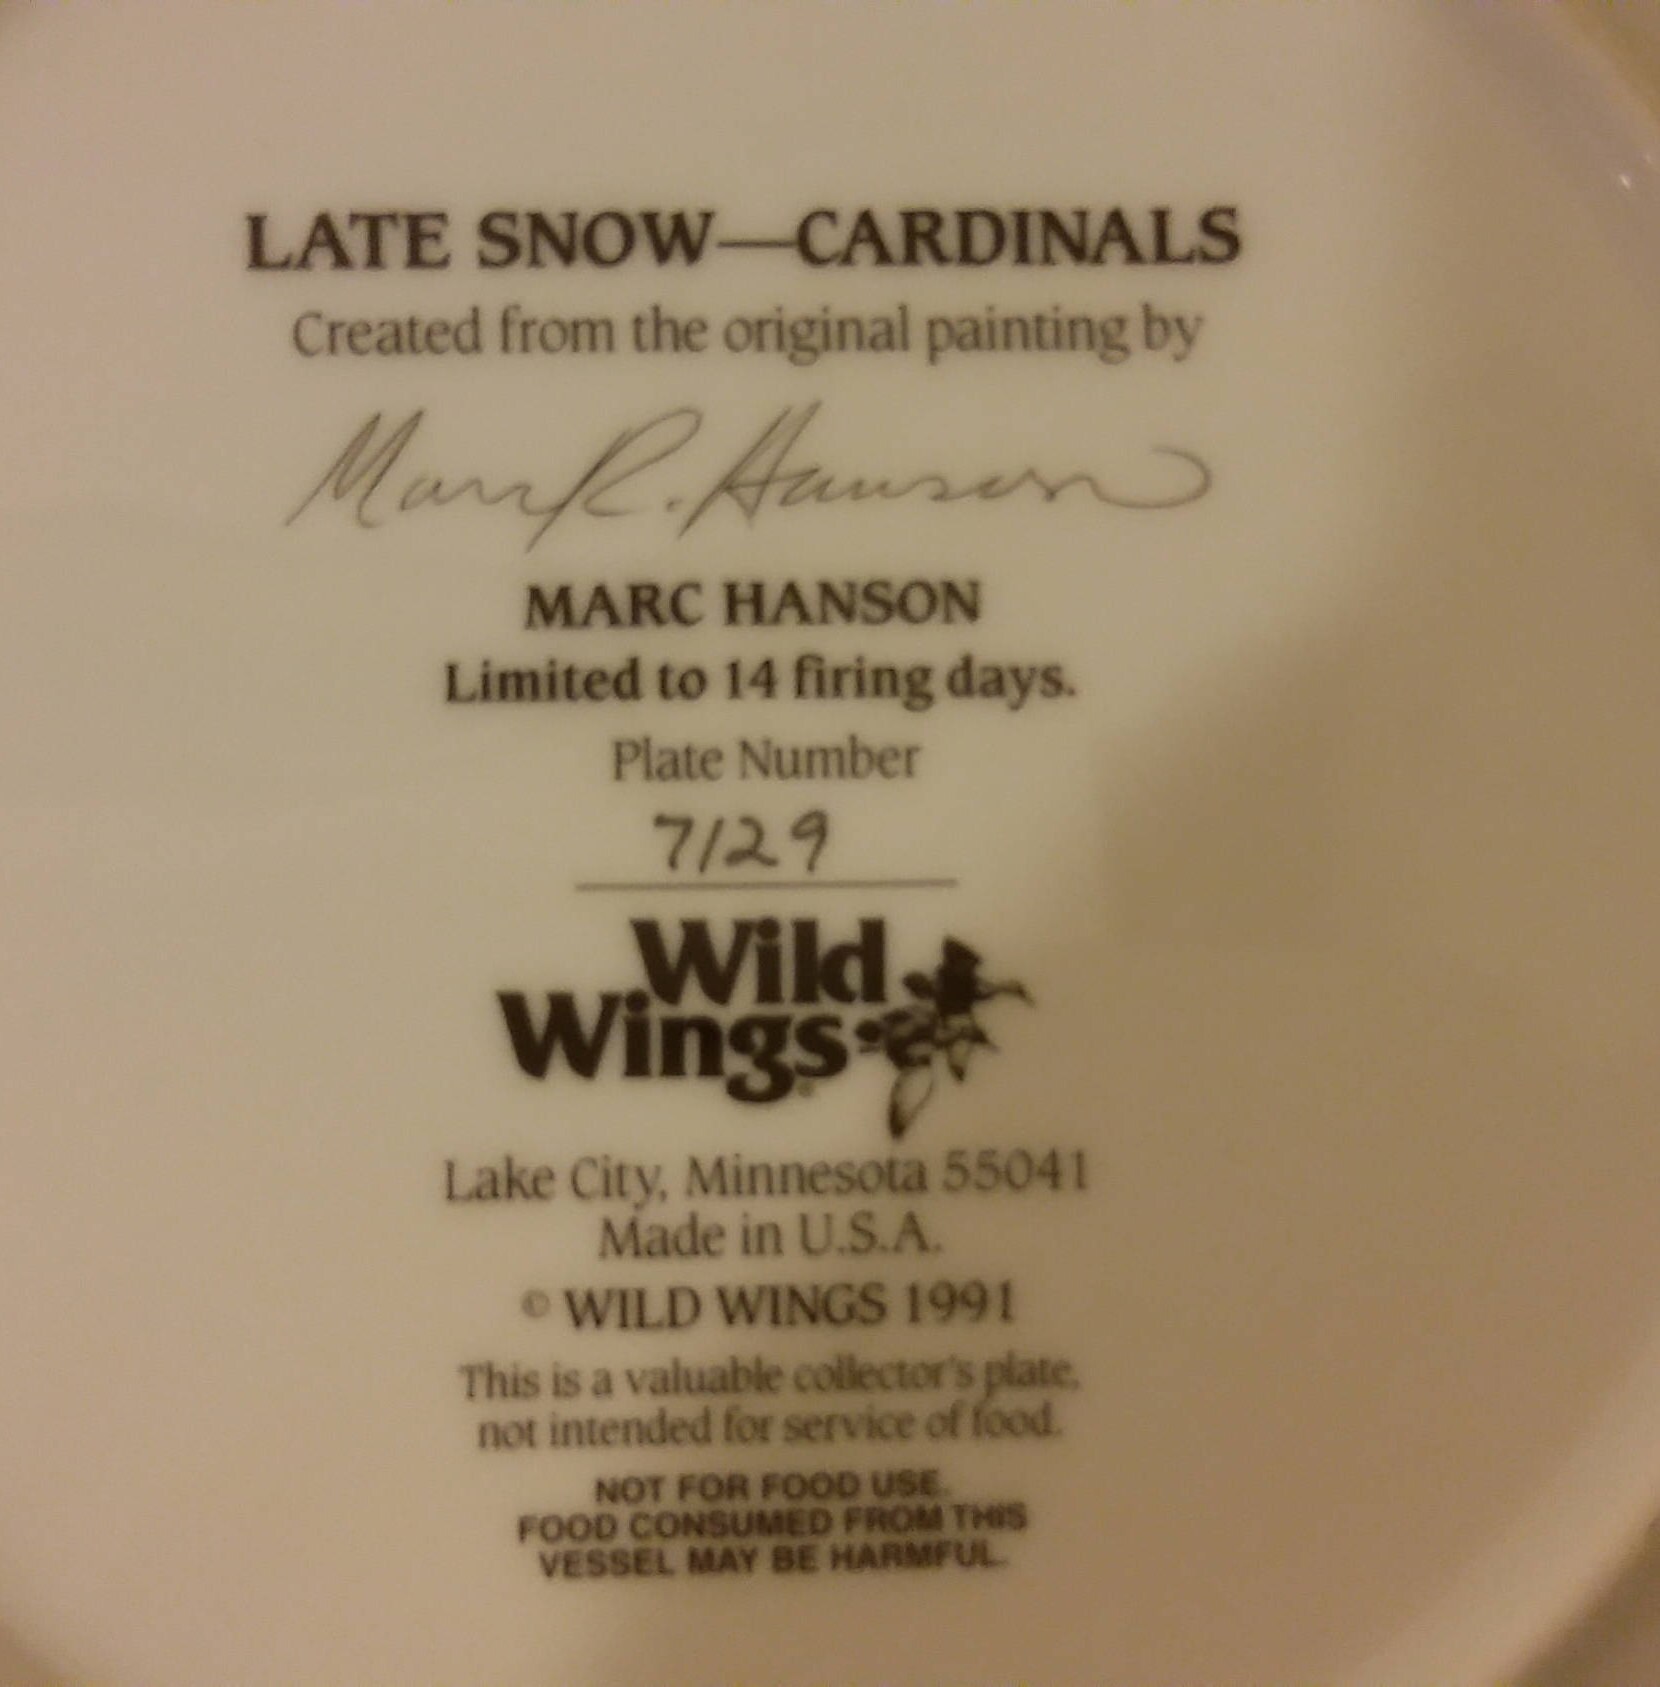 LATE SNOW—CARDINALS
Created from the original painting by
Marc R. Hanson
MARC HANSON
Limited to 14 firing days.
Plate Number
7129
Wild
Wings®
Lake City, Minnesota 55041
Made in U.S.A.
© WILD WINGS 1991
This is a valuable collector's plate,
not intended for service of food.
NOT FOR FOOD USE.
FOOD CONSUMED FROM THIS
VESSEL MAY BE HARMFUL.